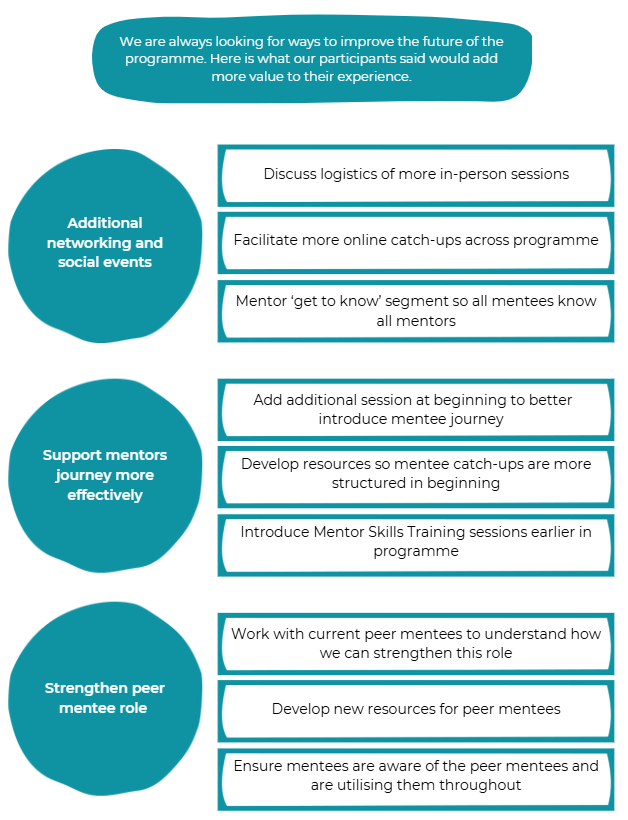 We are always looking for ways to improve the future of the
programme. Here is what our participants said would add
more value to their experience.
Additional
networking and
social events
Discuss logistics of more in-person sessions
Facilitate more online catch-ups across programme
Mentor ‘get to know’ segment so all mentees know
all mentors
Support mentors
journey more
effectively
Add additional session at beginning to better
introduce mentee journey
Develop resources so mentee catch-ups are more
structured in beginning
Introduce Mentor Skills Training sessions earlier in
programme
Strengthen peer
mentee role
Work with current peer mentees to understand how
we can strengthen this role
Develop new resources for peer mentees
Ensure mentees are aware of the peer mentees and
are utilising them throughout